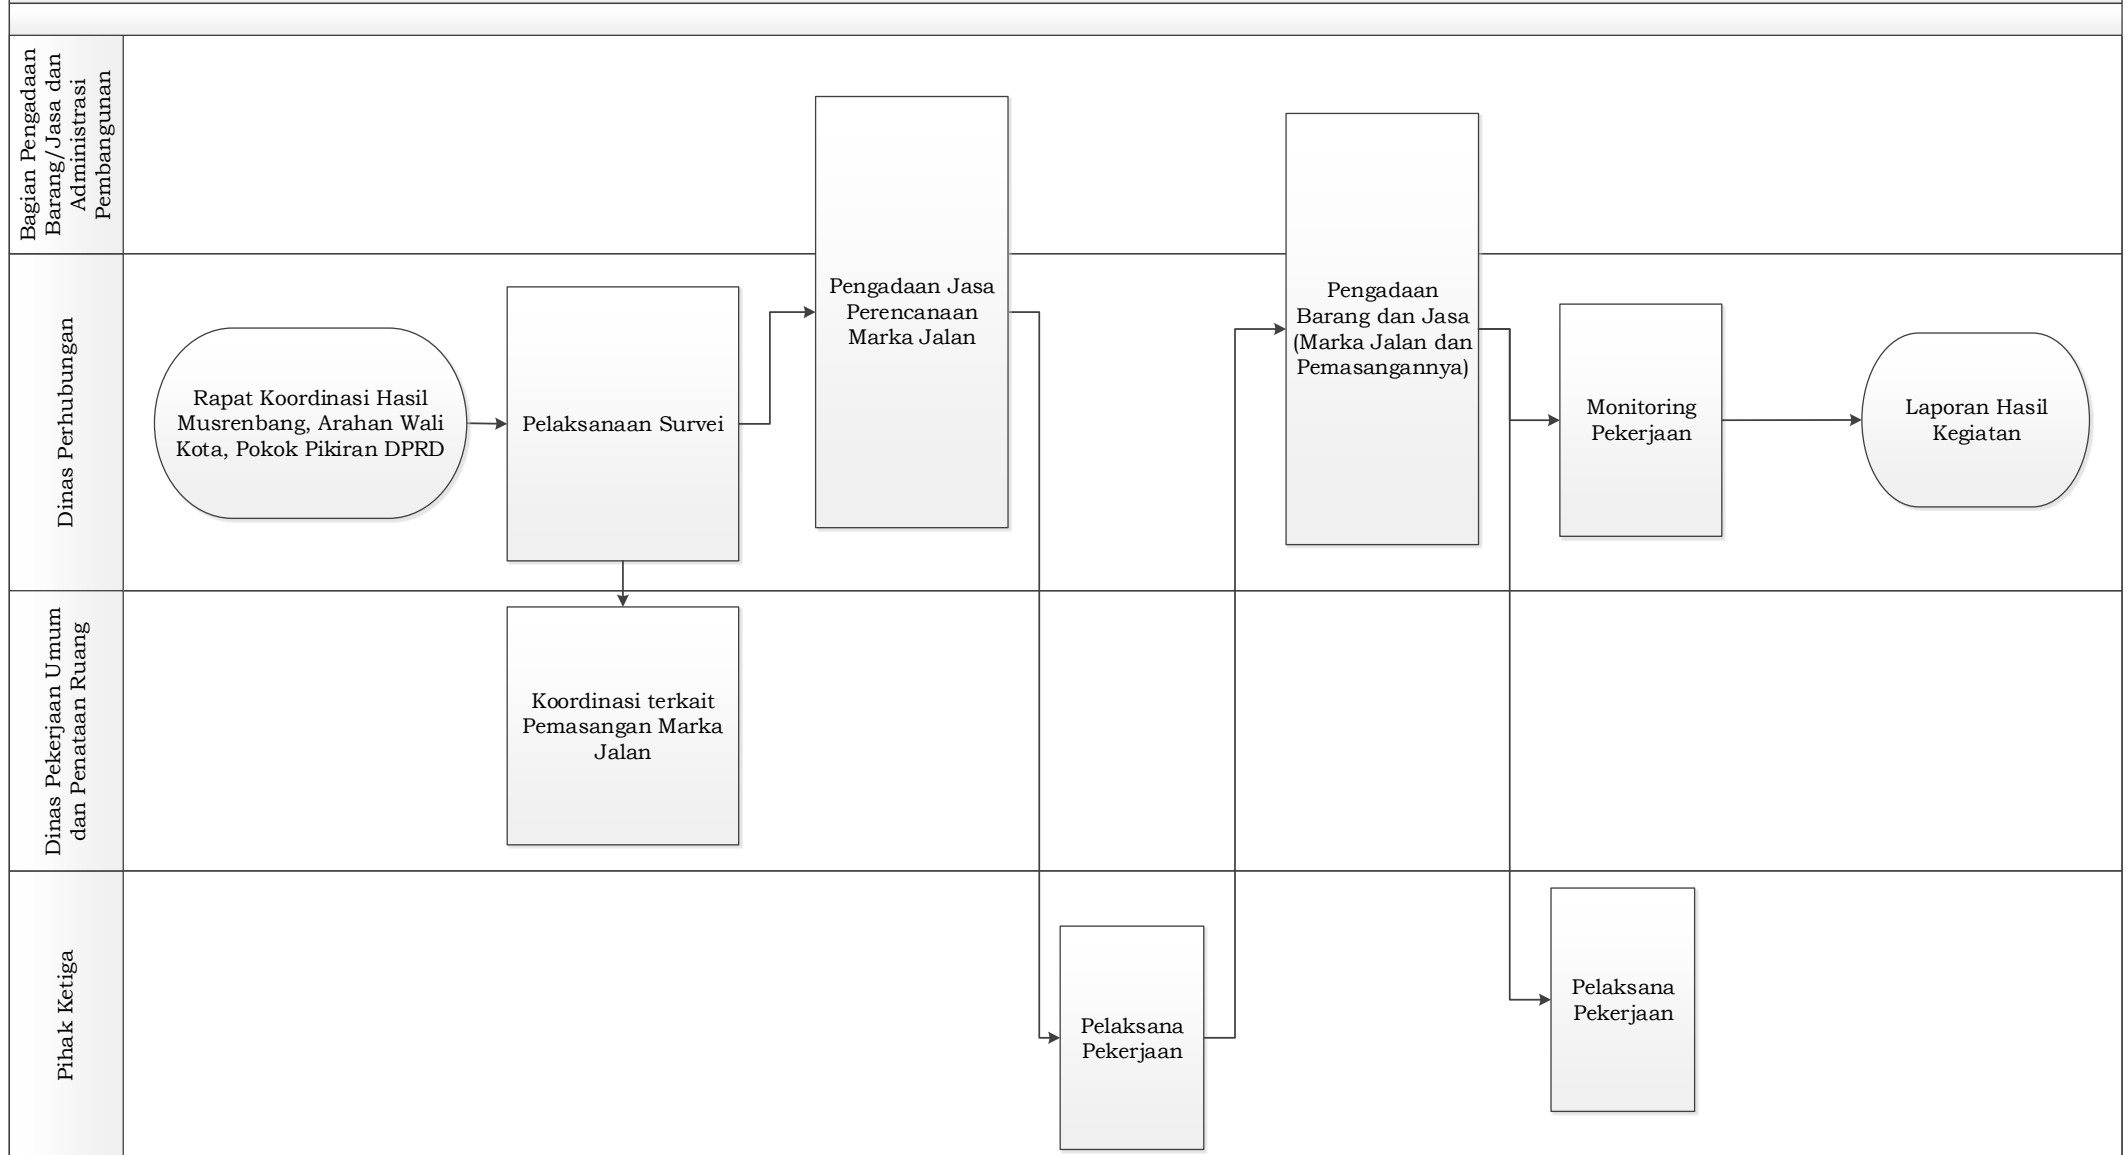 Bagian Pengadaan
Barang/Jasa dan
Administrasi
Pembangunan
Pengadaan Jasa
Perencanaan
Marka Jalan
Pengadaan
Barang dan Jasa
(Marka Jalan dan
Pemasangannya)
Dinas Perhubungan
Rapat Koordinasi Hasil
Musrenbang, Arahan Wali
Kota, Pokok Pikiran DPRD
Pelaksanaan Survei
Monitoring
Pekerjaan
Laporan Hasil
Kegiatan
Dinas Pekerjaan Umum
dan Penataan Ruang
Koordinasi terkait
Pemasangan Marka
Jalan
Pihak Ketiga
Pelaksana
Pekerjaan
Pelaksana
Pekerjaan